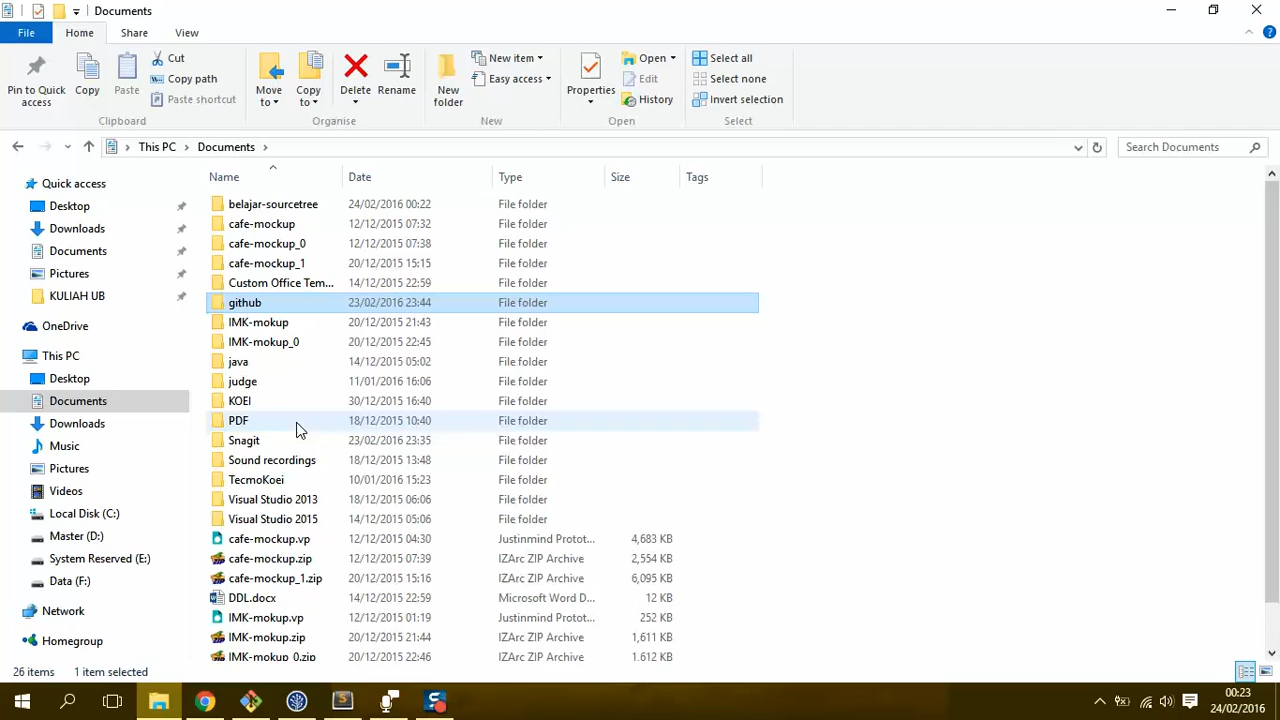 Documents
File Home Share View
Pin to Quick access
Copy
Paste
Cut
Copy path
Paste shortcut
Clipboard
Move to
Copy to
Delete
Rename
Organise
New folder
New item
Easy access
New
Properties
Open
Edit
History
Open
Select all
Select none
Invert selection
Select
This PC > Documents >
Search Documents
Quick access
Desktop
Downloads
Documents
Pictures
KULIAH UB
OneDrive
This PC
Desktop
Documents
Downloads
Music
Pictures
Videos
Local Disk (C:)
Master (D:)
System Reserved (E:)
Data (F:)
Network
Homegroup
Name Date Type Size Tags
belajar-sourcetree 24/02/2016 00:22 File folder
cafe-mockup 12/12/2015 07:32 File folder
cafe-mockup_0 12/12/2015 07:38 File folder
cafe-mockup_1 20/12/2015 15:15 File folder
Custom Office Tem... 14/12/2015 22:59 File folder
github 23/02/2016 23:44 File folder
IMK-mokup 20/12/2015 21:43 File folder
IMK-mokup_0 20/12/2015 22:45 File folder
java 14/12/2015 05:02 File folder
judge 11/01/2016 16:06 File folder
KOEI 30/12/2015 16:40 File folder
PDF 18/12/2015 10:40 File folder
Snagit 23/02/2016 23:35 File folder
Sound recordings 18/12/2015 13:48 File folder
TecmoKoei 10/01/2016 15:23 File folder
Visual Studio 2013 18/12/2015 06:06 File folder
Visual Studio 2015 14/12/2015 05:06 File folder
cafe-mockup.vp 12/12/2015 04:30 Justinmind Protot... 4,683 KB
cafe-mockup.zip 12/12/2015 07:39 IZArc ZIP Archive 2,554 KB
cafe-mockup_1.zip 20/12/2015 15:16 IZArc ZIP Archive 6,095 KB
DDL.docx 14/12/2015 22:59 Microsoft Word D... 12 KB
IMK-mokup.vp 12/12/2015 01:19 Justinmind Protot... 252 KB
IMK-mokup.zip 20/12/2015 21:44 IZArc ZIP Archive 1,611 KB
IMK-mokup_0.zip 20/12/2015 22:46 IZArc ZIP Archive 1,612 KB
26 items 1 item selected
00:23
24/02/2016